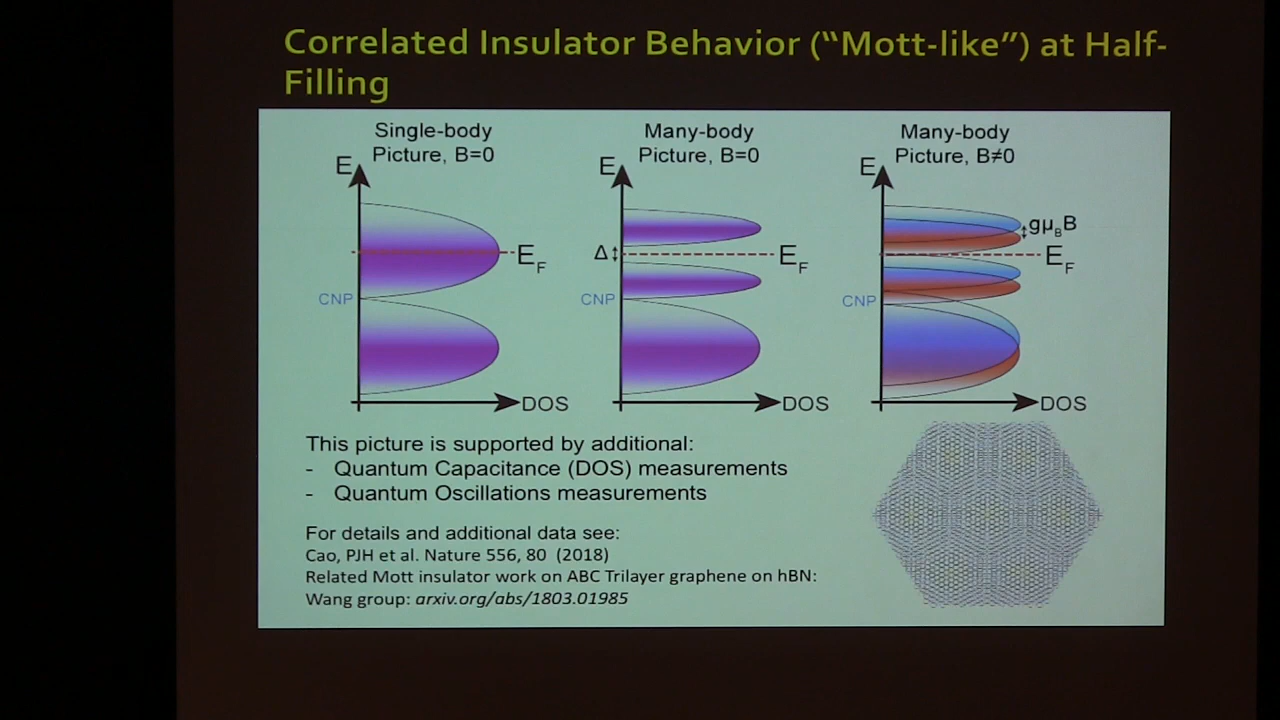 Correlated Insulator Behavior (“Mott-like”) at Half-
Filling
Single-body
Picture, B=0
E
E
F
CNP
DOS
Many-body
Picture, B=0
E
Δ
E
F
CNP
DOS
Many-body
Picture, B≠0
E
gμBB
E
F
CNP
DOS
This picture is supported by additional:
- Quantum Capacitance (DOS) measurements
- Quantum Oscillations measurements
For details and additional data see:
Cao, PJH et al. Nature 556, 80 (2018)
Related Mott insulator work on ABC Trilayer graphene on hBN:
Wang group: arxiv.org/abs/1803.01985